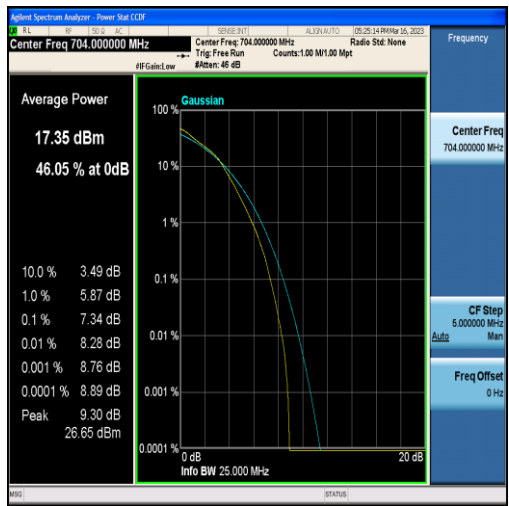 Agilent Spectrum Analyzer - Power Stat CCDF
RL RF 50 Ω AC SENSE:INT ALIGN AUTO 05:25:14 PM Mar 16, 2023
Center Freq 704.000000 MHz Center Freq: 704.000000 MHz Radio Std: None
Trig: Free Run Counts:1.00 M/1.00 Mpt
#IFGain:Low #Atten: 46 dB
Frequency
Average Power
17.35 dBm
46.05 % at 0dB
10.0 % 3.49 dB
1.0 % 5.87 dB
0.1 % 7.34 dB
0.01 % 8.28 dB
0.001 % 8.76 dB
0.0001 % 8.89 dB
Peak 9.30 dB
26.65 dBm
Gaussian
100 %
10 %
1 %
0.1 %
0.01 %
0.001 %
0.0001 %
0 dB 20 dB
Info BW 25.000 MHz
Center Freq
704.000000 MHz
CF Step
5.000000 MHz
Auto Man
Freq Offset
0 Hz
MSG STATUS